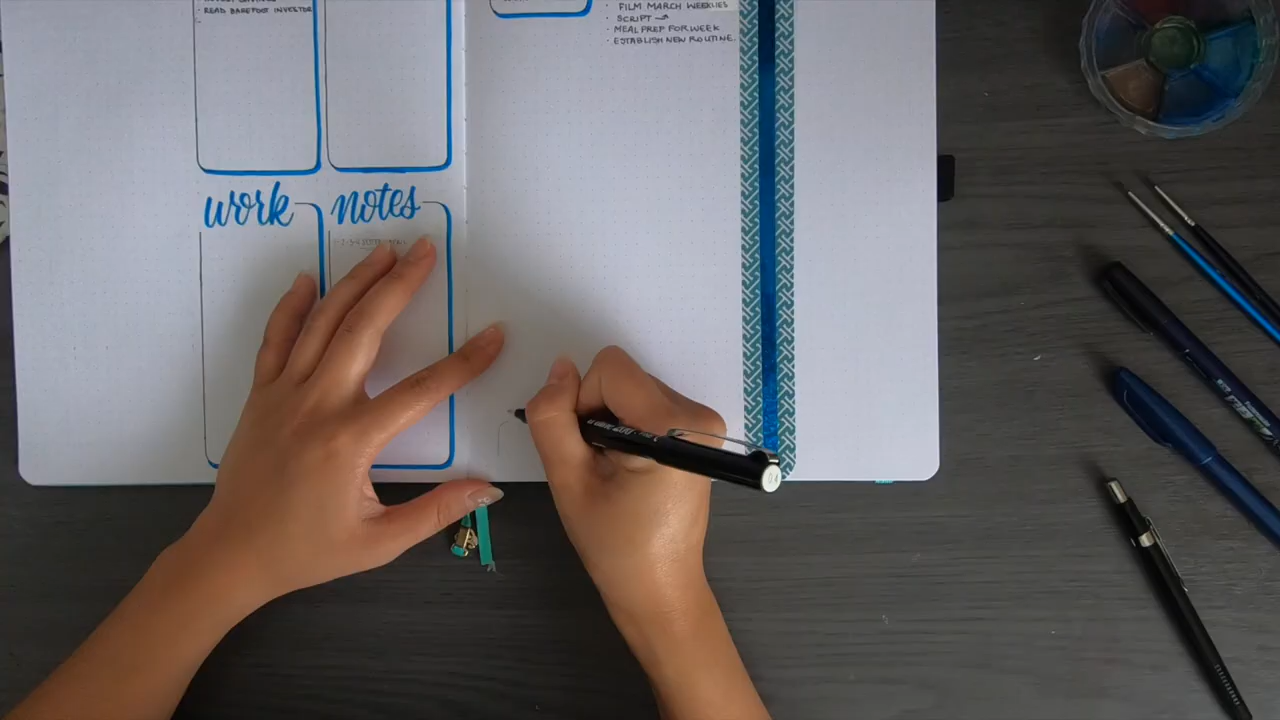 · READ BAREFOOT INVESTOR
FILM MARCH WEEKLIES
· SCRIPT →
· MEAL PREP FOR WEEK
· ESTABLISH NEW ROUTINE.
work
notes